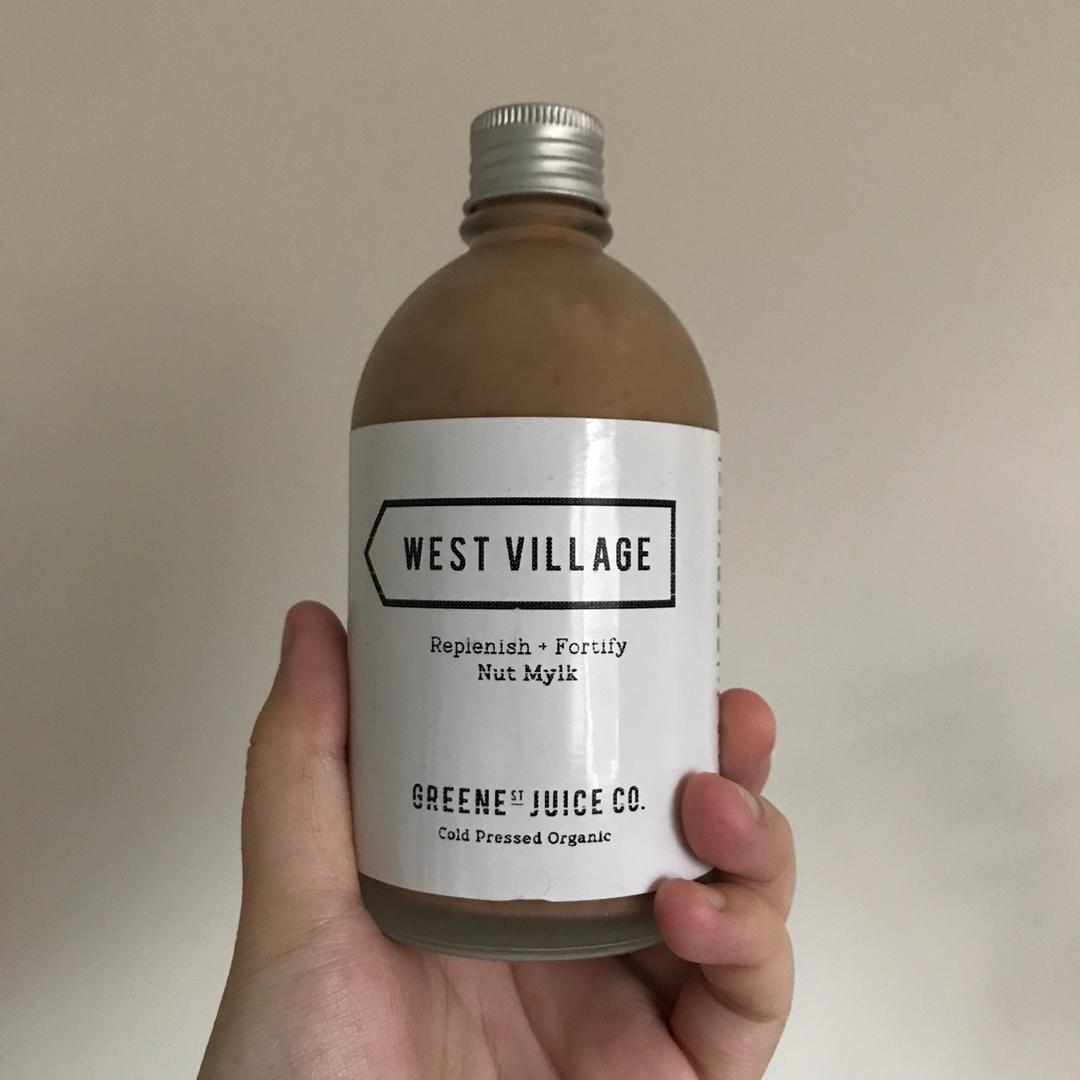 WEST VILLAGE
Replenish + Fortify
Nut Mylk
GREENE ST JUICE CO.
Cold Pressed Organic